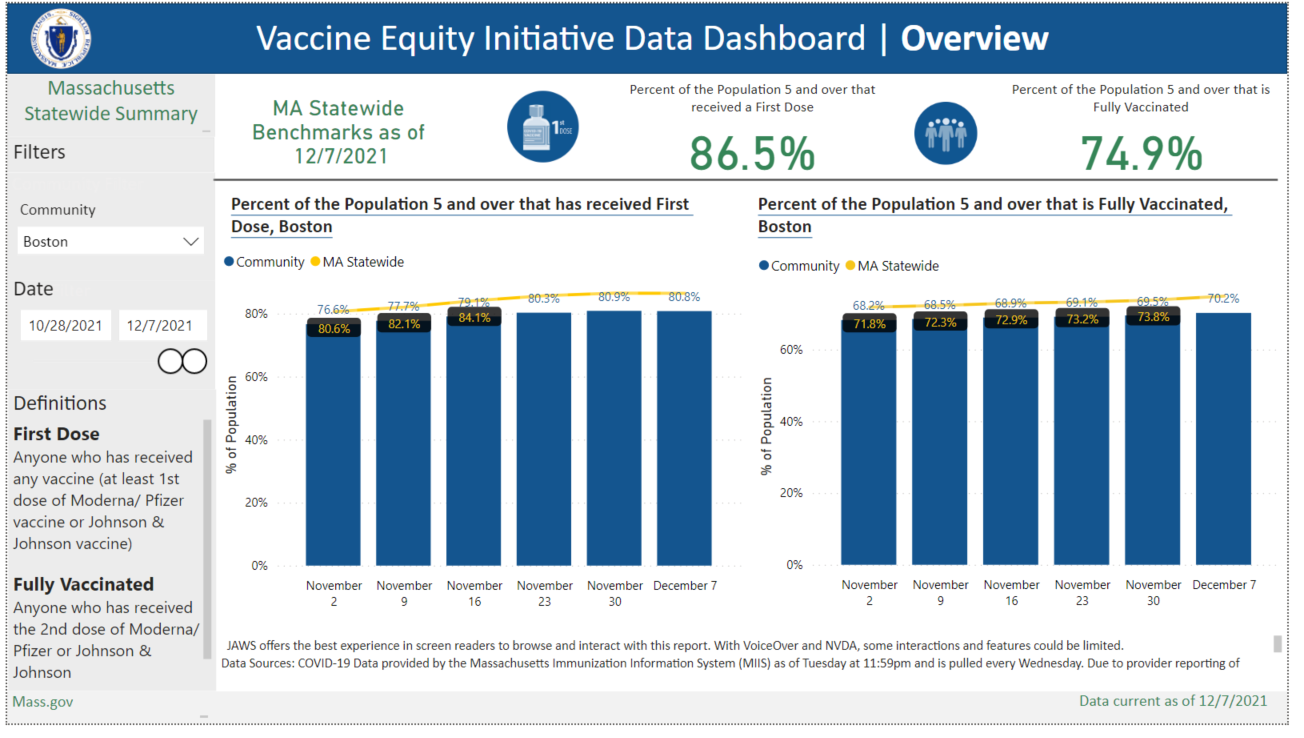 Vaccine Equity Initiative Data Dashboard | Overview
Massachusetts
Statewide Summary
Filters
Community
Boston
Date
10/28/2021 12/7/2021
Definitions
First Dose
Anyone who has received
any vaccine (at least 1st
dose of Moderna/ Pfizer
vaccine or Johnson &
Johnson vaccine)
Fully Vaccinated
Anyone who has received
the 2nd dose of Moderna/
Pfizer or Johnson &
Johnson
Mass.gov
MA Statewide
Benchmarks as of
12/7/2021
1st
DOSE
Percent of the Population 5 and over that
received a First Dose
86.5%
Percent of the Population 5 and over that is
Fully Vaccinated
74.9%
Percent of the Population 5 and over that has received First
Dose, Boston
Community MA Statewide
76.6% 77.7% 79.1% 80.3% 80.9% 80.8%
80.6% 82.1% 84.1%
80%
60%
40%
20%
0%
% of Population
November November November November November December 7
2 9 16 23 30
Percent of the Population 5 and over that is Fully Vaccinated,
Boston
Community MA Statewide
68.2% 68.5% 68.9% 69.1% 69.5% 70.2%
71.8% 72.3% 72.9% 73.2% 73.8%
60%
40%
20%
0%
% of Population
November November November November November December 7
2 9 16 23 30
JAWS offers the best experience in screen readers to browse and interact with this report. With VoiceOver and NVDA, some interactions and features could be limited.
Data Sources: COVID-19 Data provided by the Massachusetts Immunization Information System (MIIS) as of Tuesday at 11:59pm and is pulled every Wednesday. Due to provider reporting of
Data current as of 12/7/2021